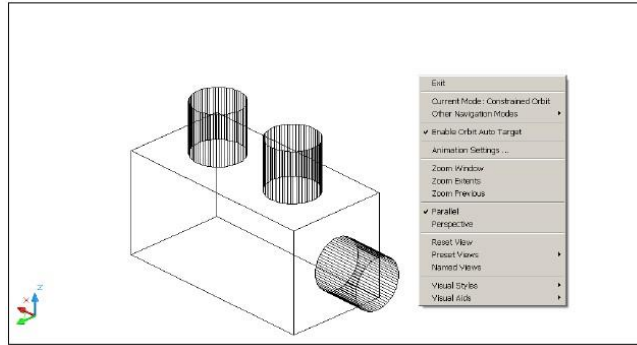 Exit
Current Mode: Constrained Orbit
Other Navigation Modes
Enable Orbit Auto Target
Animation Settings ...
Zoom Window
Zoom Extents
Zoom Previous
Parallel
Perspective
Reset View
Preset Views
Named Views
Visual Styles
Visual Aids
Z
X